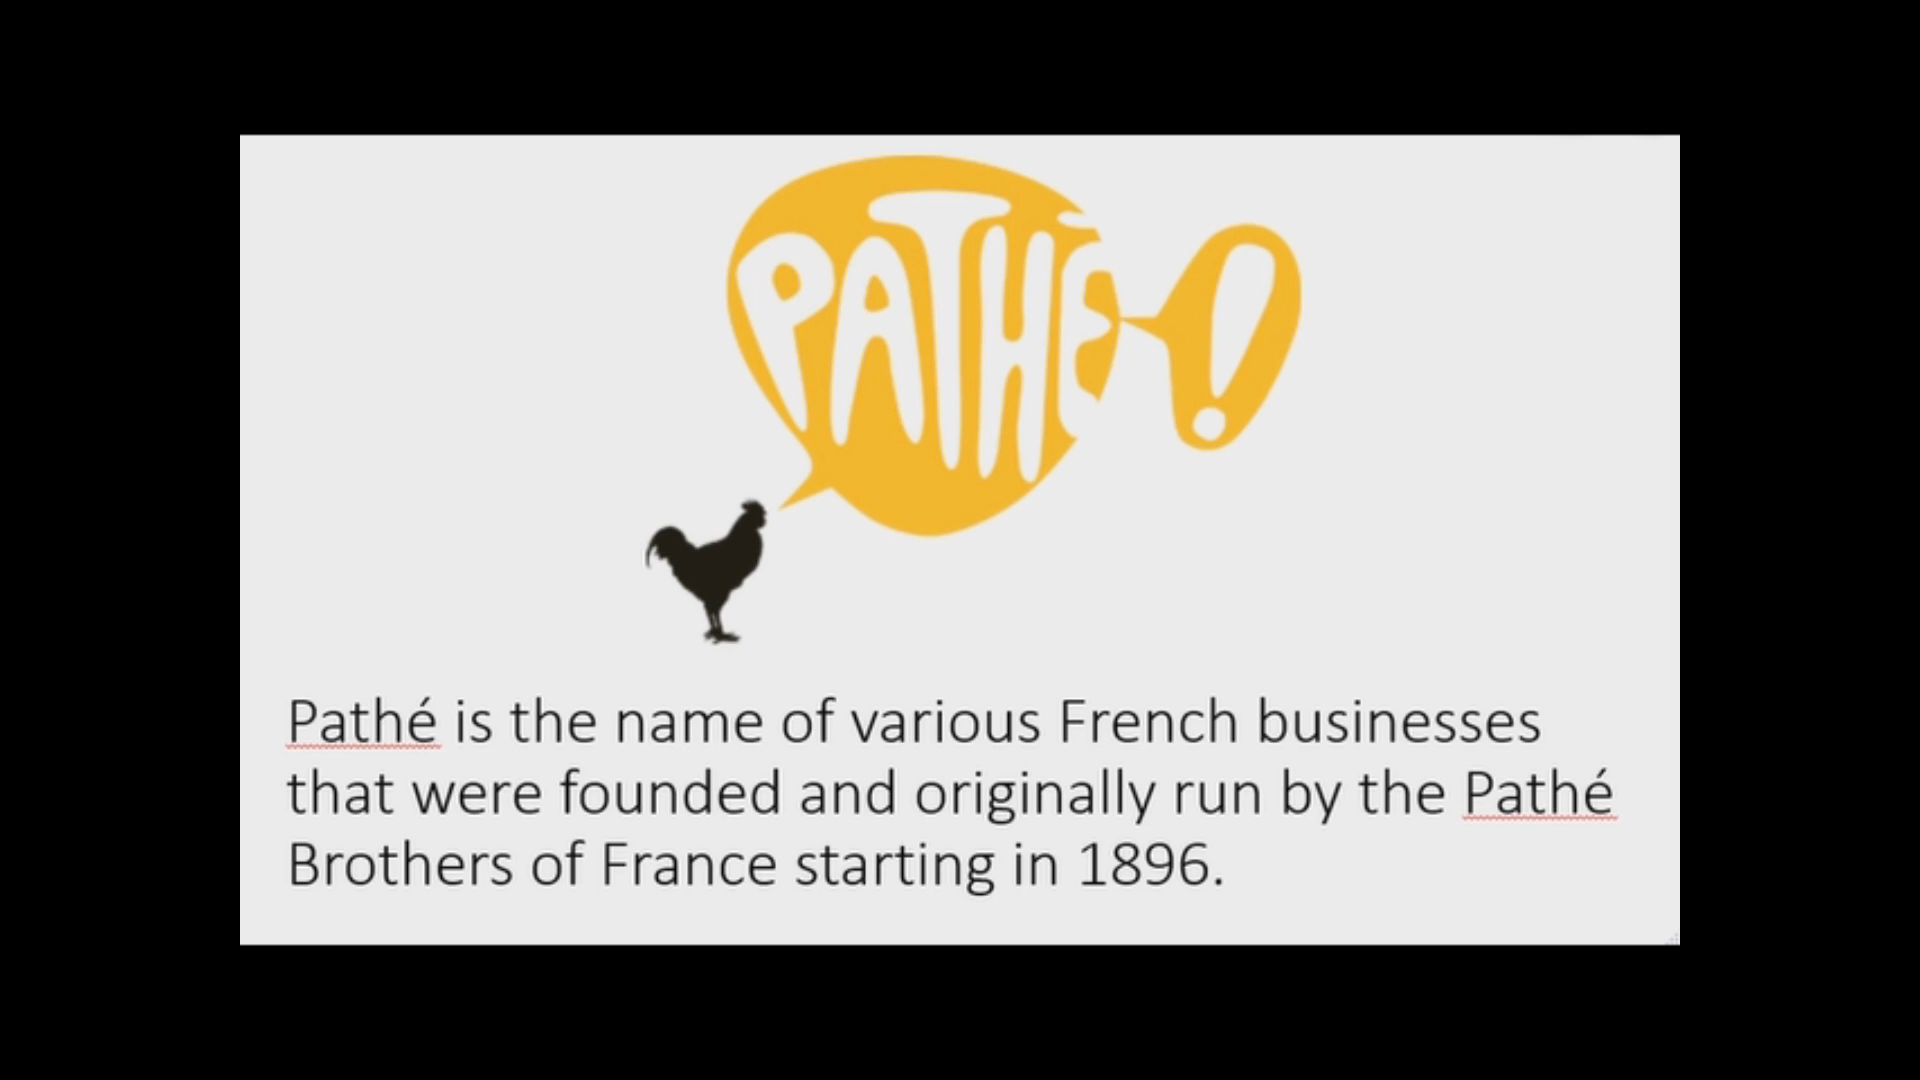 PATHÉ!
Pathé is the name of various French businesses
that were founded and originally run by the Pathé
Brothers of France starting in 1896.